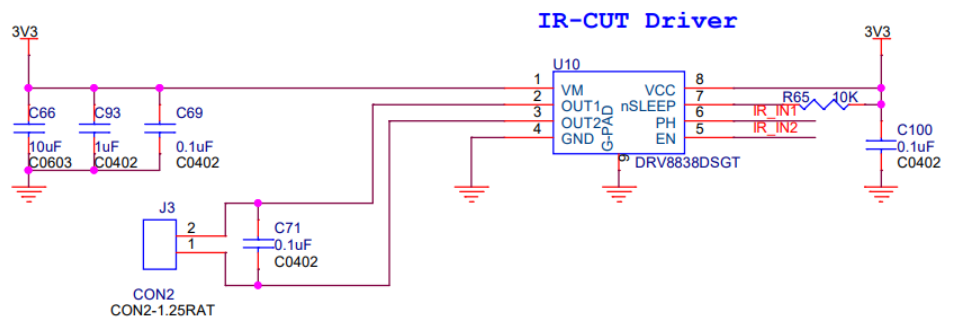 IR-CUT Driver
3V3
3V3
U10
1
VM
VCC
8
2
OUT1
nSLEEP
7
R65
10K
3
OUT2
PH
6
IR_IN1
4
GND
EN
5
IR_IN2
G-PAD
9
DRV8838DSGT
C66
10uF
C0603
C93
1uF
C0402
C69
0.1uF
C0402
C100
0.1uF
C0402
J3
2
1
C71
0.1uF
C0402
CON2
CON2-1.25RAT